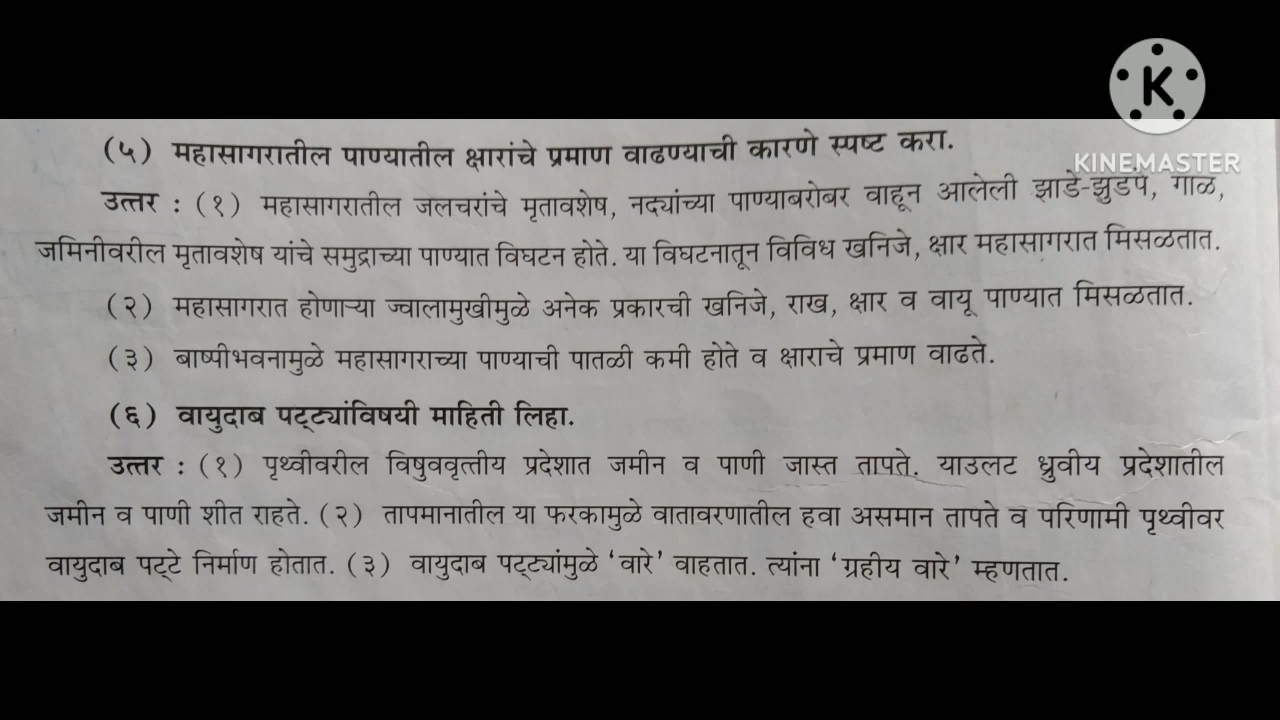 KINEMASTER
(५) महासागरातील पाण्यातील क्षारांचे प्रमाण वाढण्याची कारणे स्पष्ट करा.
उत्तर : (१) महासागरातील जलचरांचे मृतावशेष, नद्यांच्या पाण्याबरोबर वाहून आलेली झाडे-झुडपे, गाळ,
जमिनीवरील मृतावशेष यांचे समुद्राच्या पाण्यात विघटन होते. या विघटनातून विविध खनिजे, क्षार महासागरात मिसळतात.
(२) महासागरात होणाऱ्या ज्वालामुखीमुळे अनेक प्रकारची खनिजे, राख, क्षार व वायू पाण्यात मिसळतात.
(३) बाष्पीभवनामुळे महासागराच्या पाण्याची पातळी कमी होते व क्षाराचे प्रमाण वाढते.
(६) वायुदाब पट्ट्यांविषयी माहिती लिहा.
उत्तर : (१) पृथ्वीवरील विषुववृत्तीय प्रदेशात जमीन व पाणी जास्त तापते. याउलट ध्रुवीय प्रदेशातील
जमीन व पाणी शीत राहते. (२) तापमानातील या फरकामुळे वातावरणातील हवा असमान तापते व परिणामी पृथ्वीवर
वायुदाब पट्टे निर्माण होतात. (३) वायुदाब पट्ट्यांमुळे ‘वारे’ वाहतात. त्यांना ‘ग्रहीय वारे’ म्हणतात.